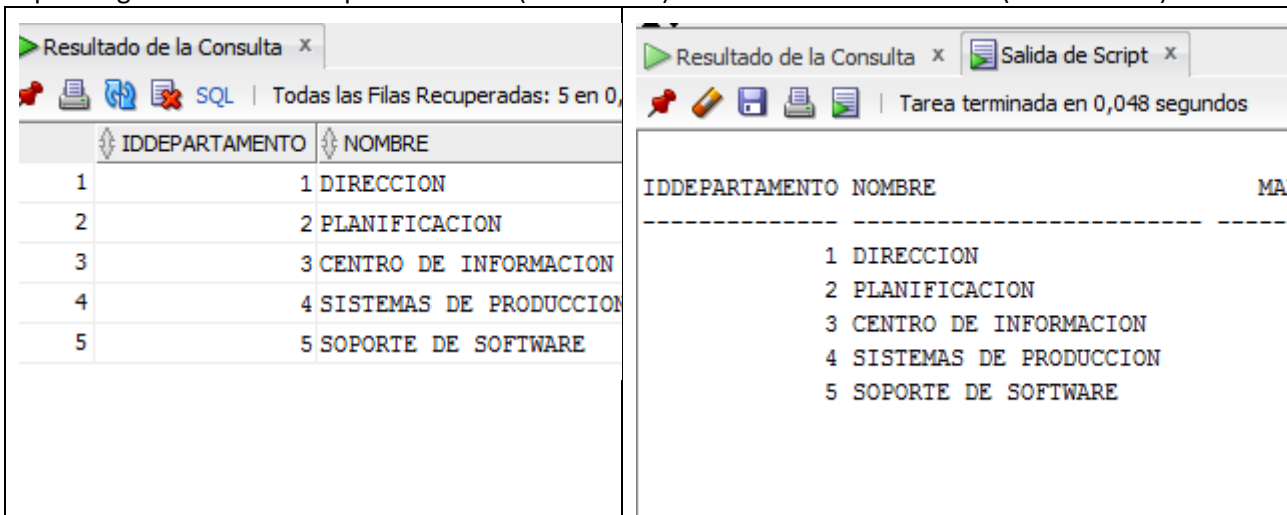 Resultado de la Consulta x
SQL | Todas las Filas Recuperadas: 5 en 0,
IDDEPARTAMENTO NOMBRE
1 1 DIRECCION
2 2 PLANIFICACION
3 3 CENTRO DE INFORMACION
4 4 SISTEMAS DE PRODUCCION
5 5 SOPORTE DE SOFTWARE
Resultado de la Consulta x Salida de Script x
| Tarea terminada en 0,048 segundos
IDDEPARTAMENTO NOMBRE MA
-------------- ------------------------- -----
1 DIRECCION
2 PLANIFICACION
3 CENTRO DE INFORMACION
4 SISTEMAS DE PRODUCCION
5 SOPORTE DE SOFTWARE